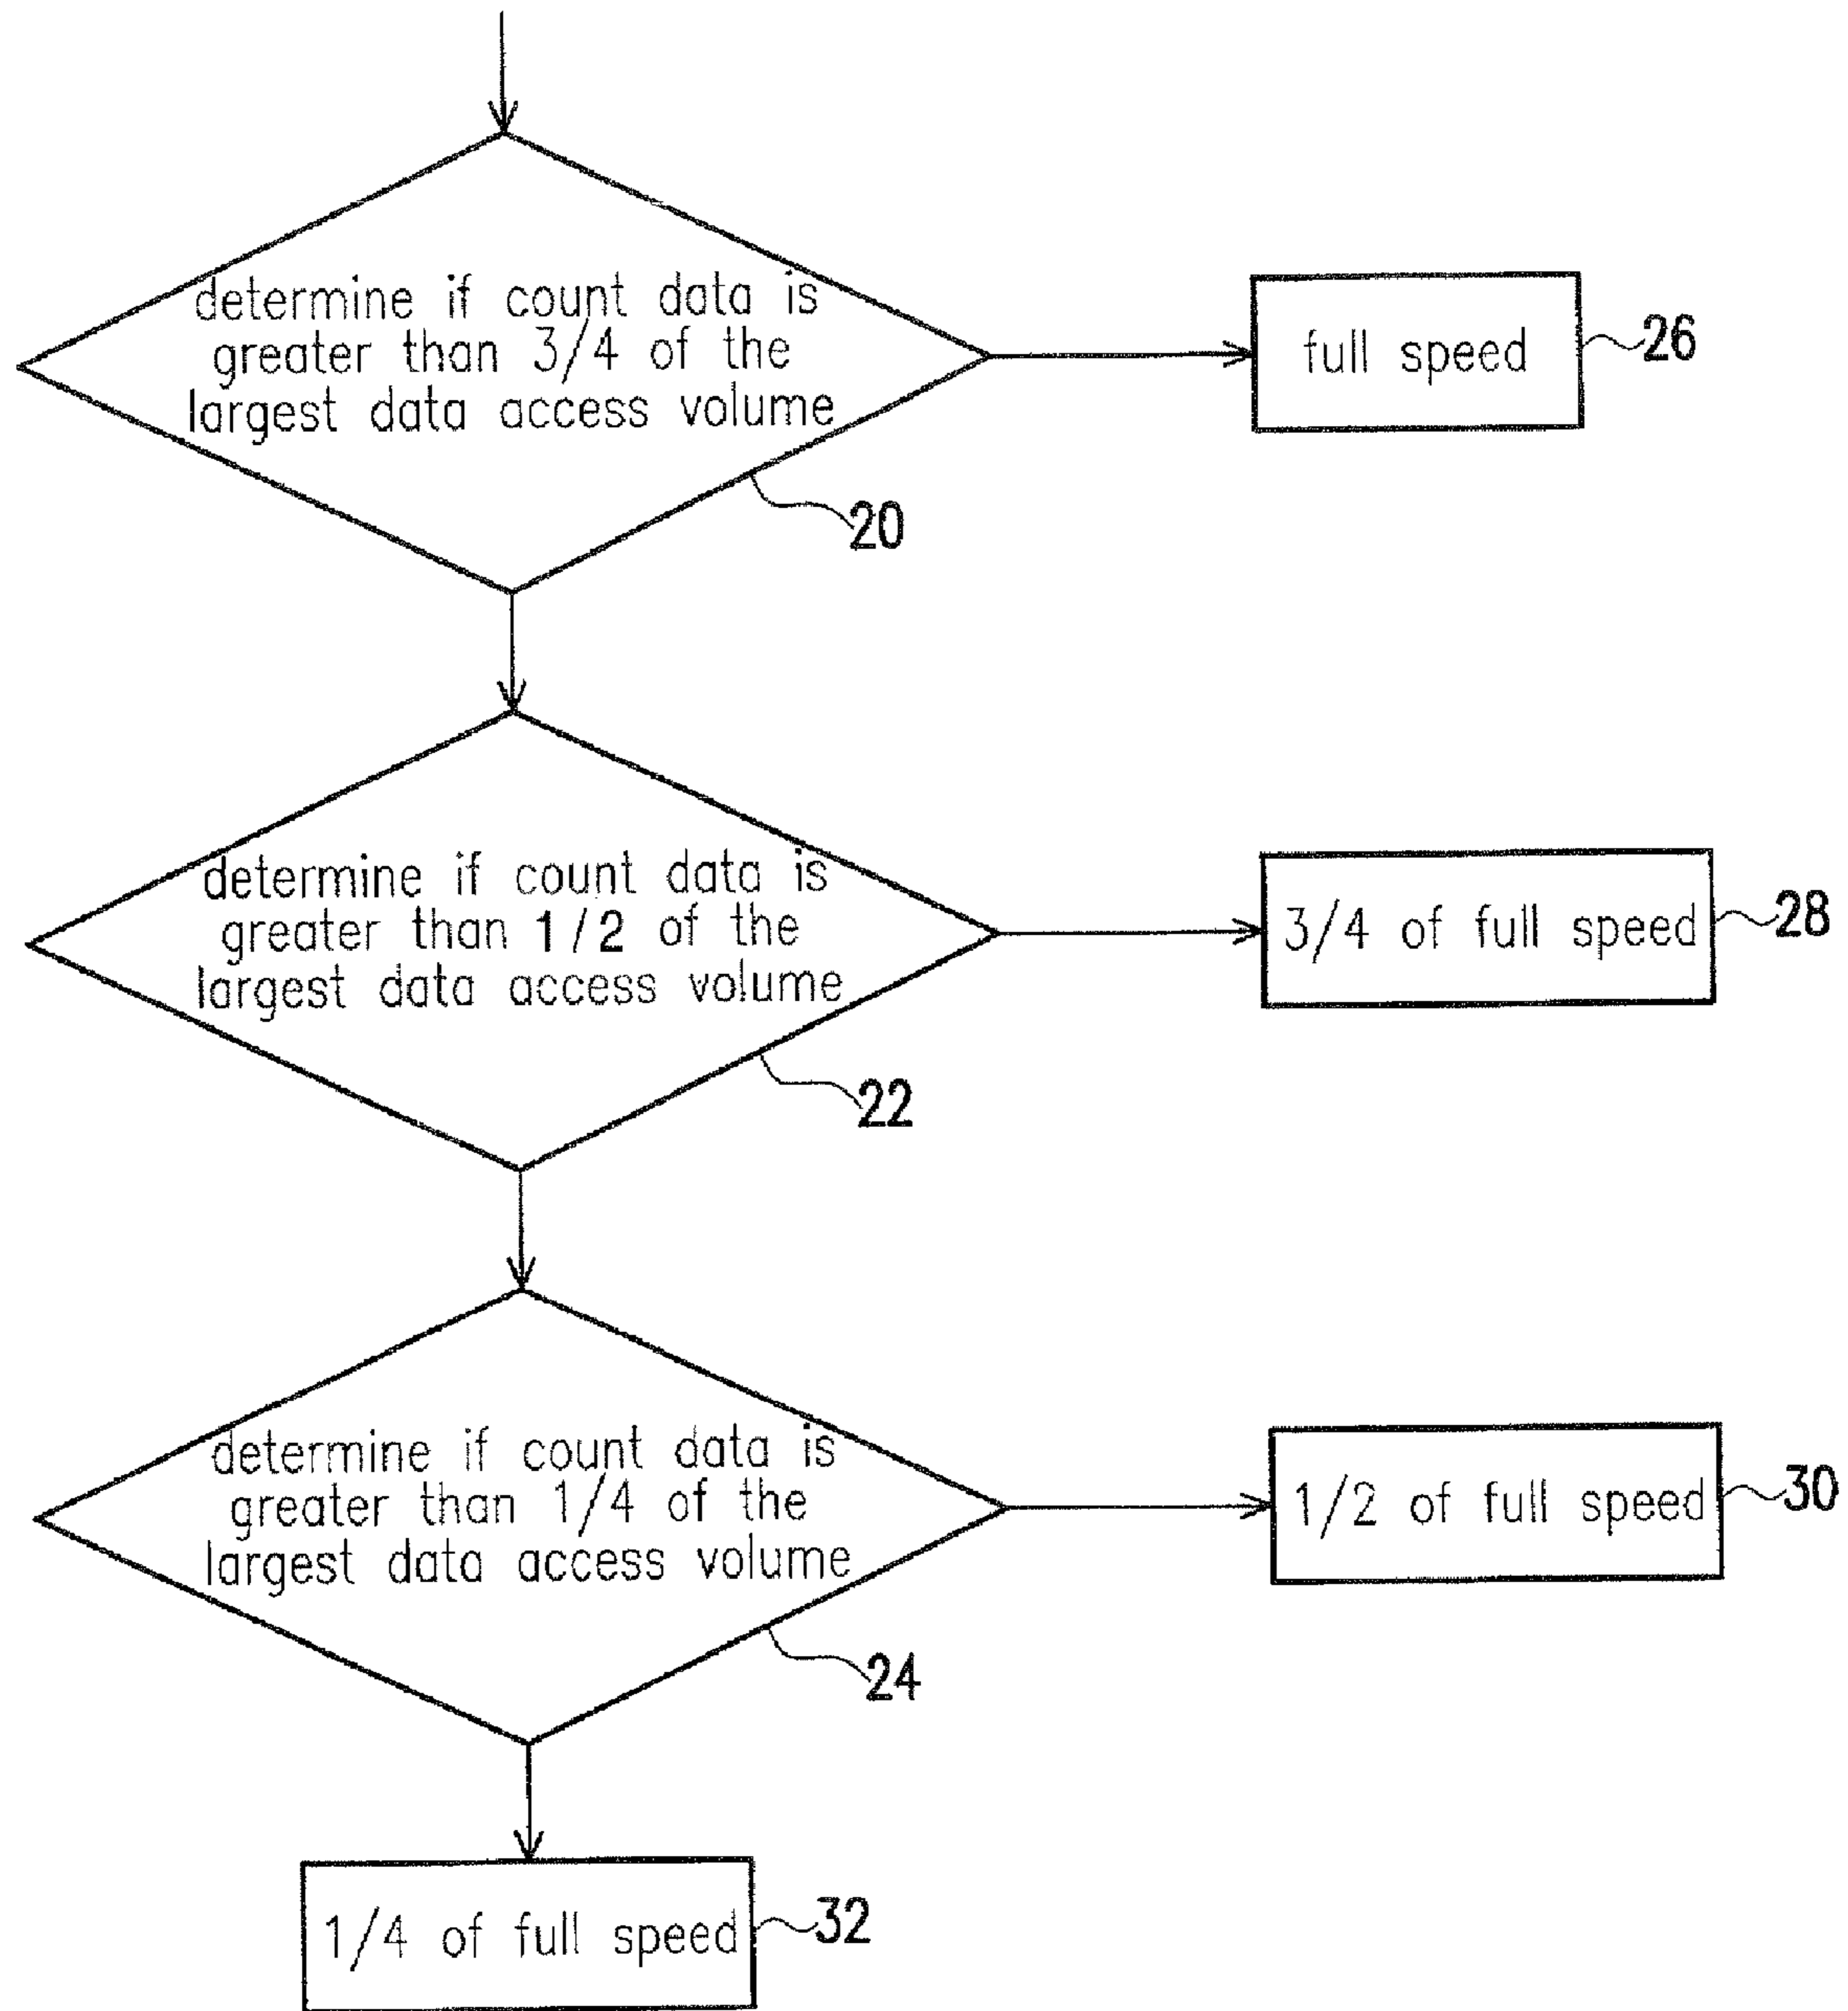 determine if count data is
greater than 3/4 of the
largest data access volume
20
full speed
26
determine if count data is
greater than 1/2 of the
largest data access volume
22
3/4 of full speed
28
determine if count data is
greater than 1/4 of the
largest data access volume
24
1/2 of full speed
30
1/4 of full speed
32